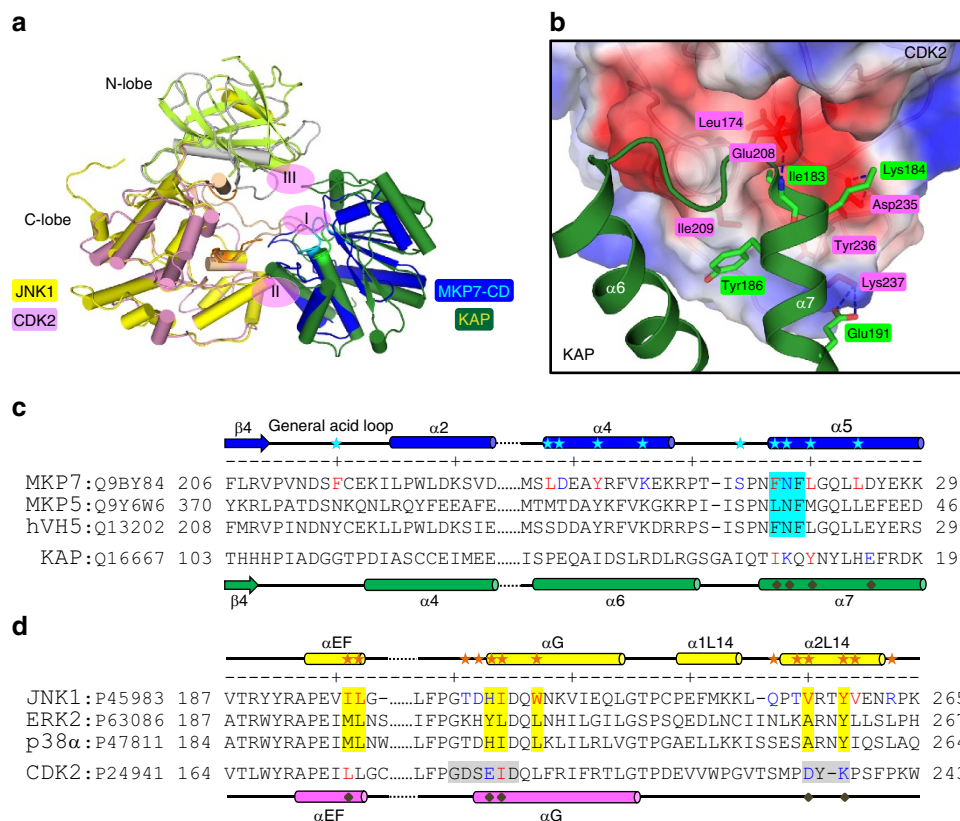 a
N-lobe
C-lobe
III
I
II
JNK1
CDK2
MKP7-CD
KAP
b
CDK2
Leu174
Glu208
Ile183
Lys184
Asp235
Ile209
Tyr236
Tyr186
Lys237
α6
α7
Glu191
KAP
c
β4 General acid loop α2 α4 α5
MKP7:Q9BY84 206 FLRVPVNDSFCEKILPWLDKSVD......MSLDEAYRFVKEKRPT-ISPNFNFLGQLLDYEKK 29
MKP5:Q9Y6W6 370 YKRLPATDSNKQNLRQYFEEAFE......MTMTDAYKFVKGKRPI-ISPNLNFMGQLLEFEED 46
hVH5:Q13202 208 FMRVPINDNYCEKLLPWLDKSIE......MSSDDAYRFVKDRRPS-ISPNFNFLGQLLEYERS 29
KAP:Q16667 103 THHHPIADGGTPDIASCCEIMEE......ISPEQAIDSLRDLRGSGAIQTIKQYNYLHEFRDK 19
β4 α4 α6 α7
d
αEF αG α1L14 α2L14
JNK1:P45983 187 VTRYYRAPEVILG-......LFPGTDHIDQWNKVIEQLGTPCPEFMKKL-QPTVRTYVENRPK 265
ERK2:P63086 187 ATRWYRAPEIMLNS......IFPGKHYLDQLNHILGILGSPSQEDLNCIINLKARNYLLSLPH 267
p38α:P47811 184 ATRWYRAPEIMLNW......LFPGTDHIDQLKLILRLVGTPGAELLKKISSESARNYIQSLAQ 264
CDK2:P24941 164 VTLWYRAPEILLGC......LFPGDSEIDQLFRIFRTLGTPDEVVWPGVTSMPDY-KPSFPKW 243
αEF αG